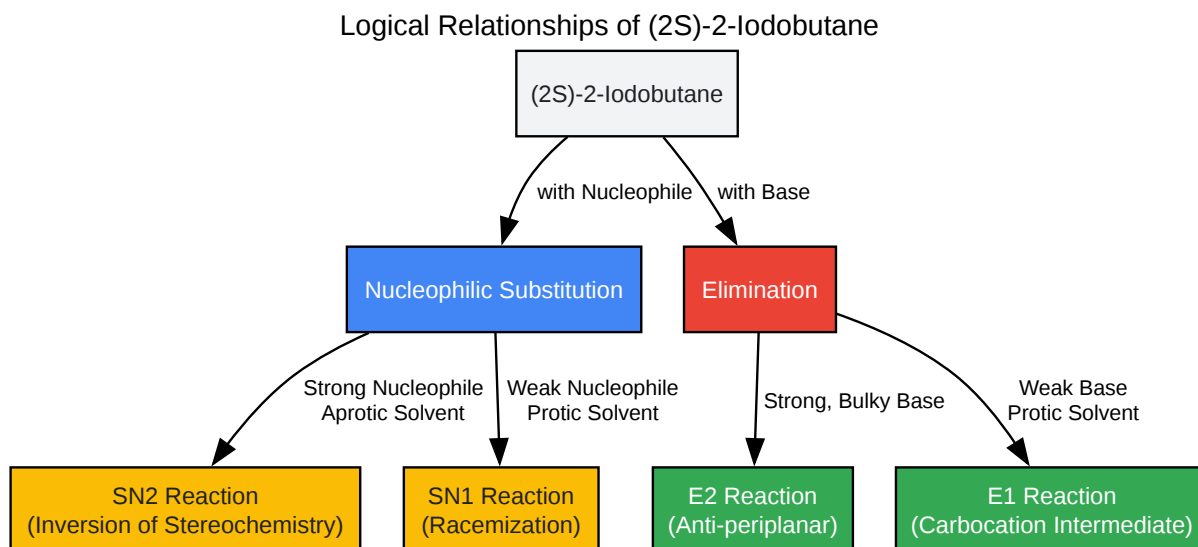 Logical Relationships of (2S)-2-Iodobutane
(2S)-2-Iodobutane
with Nucleophile
with Base
Nucleophilic Substitution
Elimination
Strong Nucleophile
Aprotic Solvent
Weak Nucleophile
Protic Solvent
Strong, Bulky Base
Weak Base
Protic Solvent
SN2 Reaction
(Inversion of Stereochemistry)
SN1 Reaction
(Racemization)
E2 Reaction
(Anti-periplanar)
E1 Reaction
(Carbocation Intermediate)